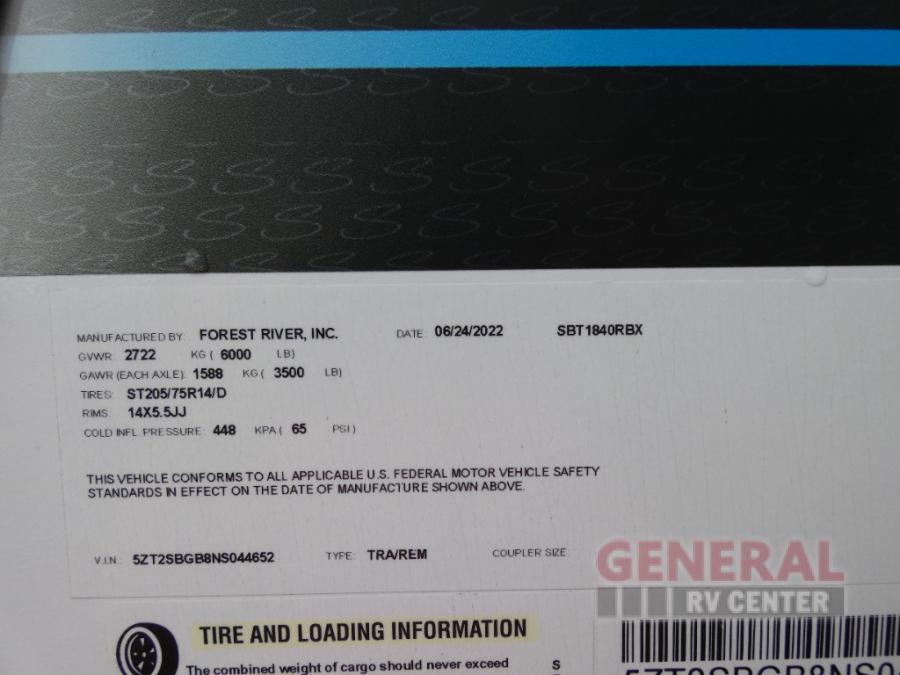 MANUFACTURED BY: FOREST RIVER, INC. DATE: 06/24/2022 SBT1840RBX
GVWR: 2722 KG ( 6000 LB)
GAWR (EACH AXLE): 1588 KG ( 3500 LB)
TIRES: ST205/75R14/D
RIMS: 14X5.5JJ
COLD INFL. PRESSURE: 448 KPA ( 65 PSI )
THIS VEHICLE CONFORMS TO ALL APPLICABLE U.S. FEDERAL MOTOR VEHICLE SAFETY
STANDARDS IN EFFECT ON THE DATE OF MANUFACTURE SHOWN ABOVE.
V.I.N.: 5ZT2SBGB8NS044652 TYPE: TRA/REM COUPLER SIZE:
GENERAL
RV CENTER
TIRE AND LOADING INFORMATION
The combined weight of cargo should never exceed S
5ZT2SBGB8NS0